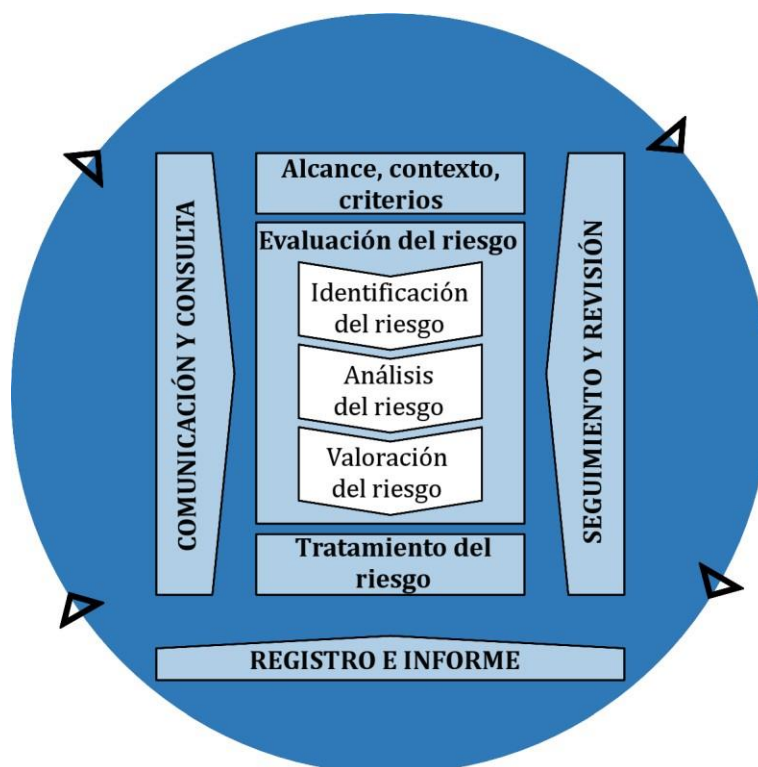 Alcance, contexto,
criterios
Evaluación del riesgo
Identificación
del riesgo
Análisis
del riesgo
Valoración
del riesgo
Tratamiento del
riesgo
COMUNICACIÓN Y CONSULTA
SEGUIMIENTO Y REVISIÓN
REGISTRO E INFORME